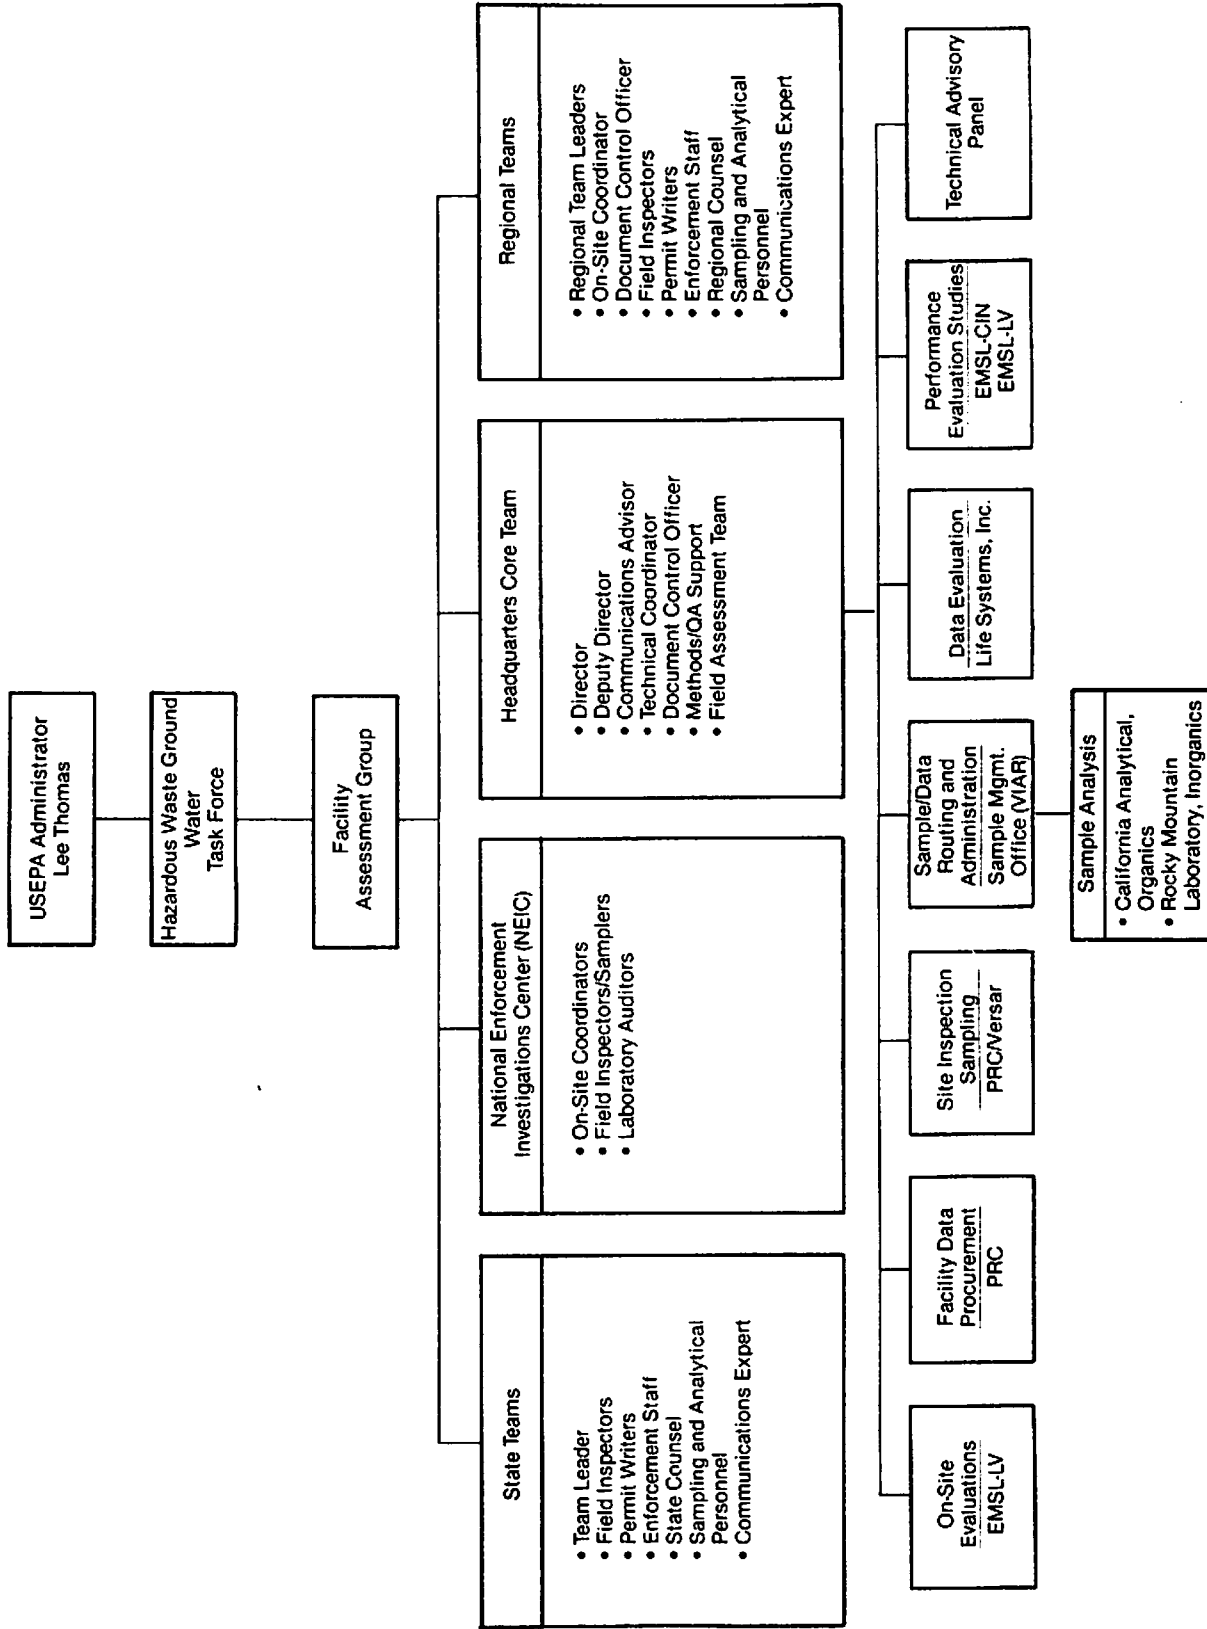 USEPA Administrator
Lee Thomas
Hazardous Waste Ground
Water
Task Force
Facility
Assessment Group
State Teams
• Team Leader
• Field Inspectors
• Permit Writers
• Enforcement Staff
• State Counsel
• Sampling and Analytical
Personnel
• Communications Expert
National Enforcement
Investigations Center (NEIC)
• On-Site Coordinators
• Field Inspectors/Samplers
• Laboratory Auditors
Headquarters Core Team
• Director
• Deputy Director
• Communications Advisor
• Technical Coordinator
• Document Control Officer
• Methods/QA Support
• Field Assessment Team
Regional Teams
• Regional Team Leaders
• On-Site Coordinator
• Document Control Officer
• Field Inspectors
• Permit Writers
• Enforcement Staff
• Regional Counsel
• Sampling and Analytical
Personnel
• Communications Expert
On-Site
Evaluations
EMSL-LV
Facility Data
Procurement
PRC
Site Inspection
Sampling
PRC/Versar
Sample/Data
Routing and
Administration
Sample Mgmt.
Office (VIAR)
Data Evaluation
Life Systems, Inc.
Performance
Evaluation Studies
EMSL-CIN
EMSL-LV
Technical Advisory
Panel
Sample Analysis
• California Analytical,
Organics
• Rocky Mountain
Laboratory, Inorganics